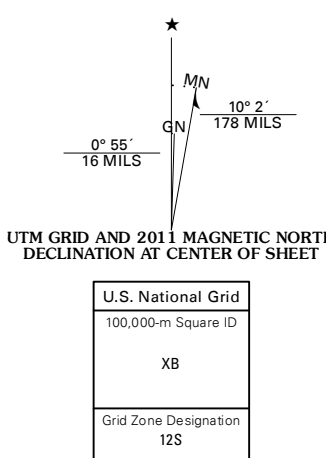 ★
MN
GN
10° 2´
178 MILS
0° 55´
16 MILS
UTM GRID AND 2011 MAGNETIC NORTH
DECLINATION AT CENTER OF SHEET
U.S. National Grid
100,000-m Square ID
XB
Grid Zone Designation
12S